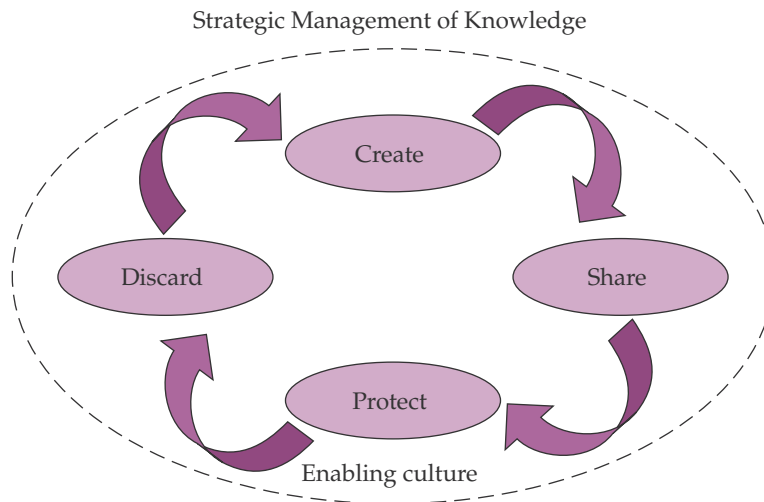 Strategic Management of Knowledge
Create
Discard
Share
Protect
Enabling culture